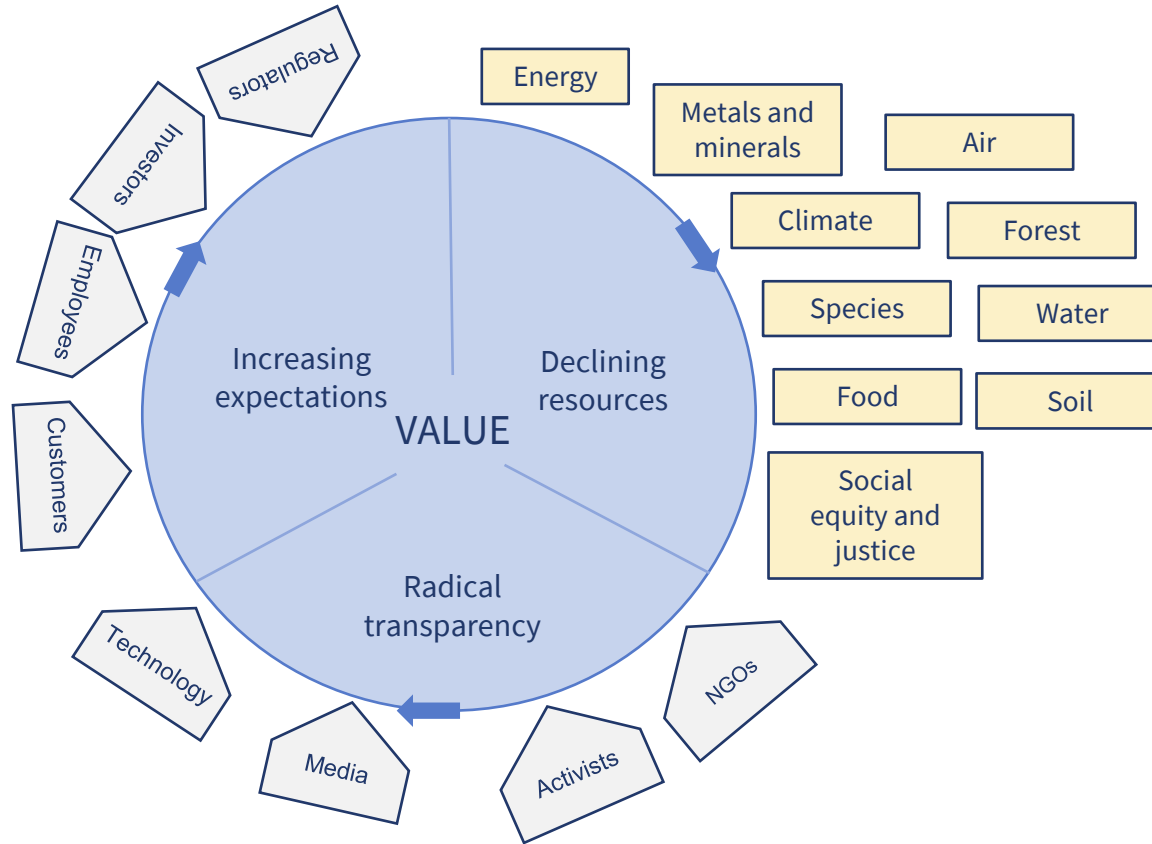 Regulators
Investors
Employees
Customers
Technology
Media
Activists
NGOs
Energy
Metals and
minerals
Air
Climate
Forest
Species
Water
Food
Soil
Social
equity and
justice
Increasing
expectations
Declining
resources
VALUE
Radical
transparency